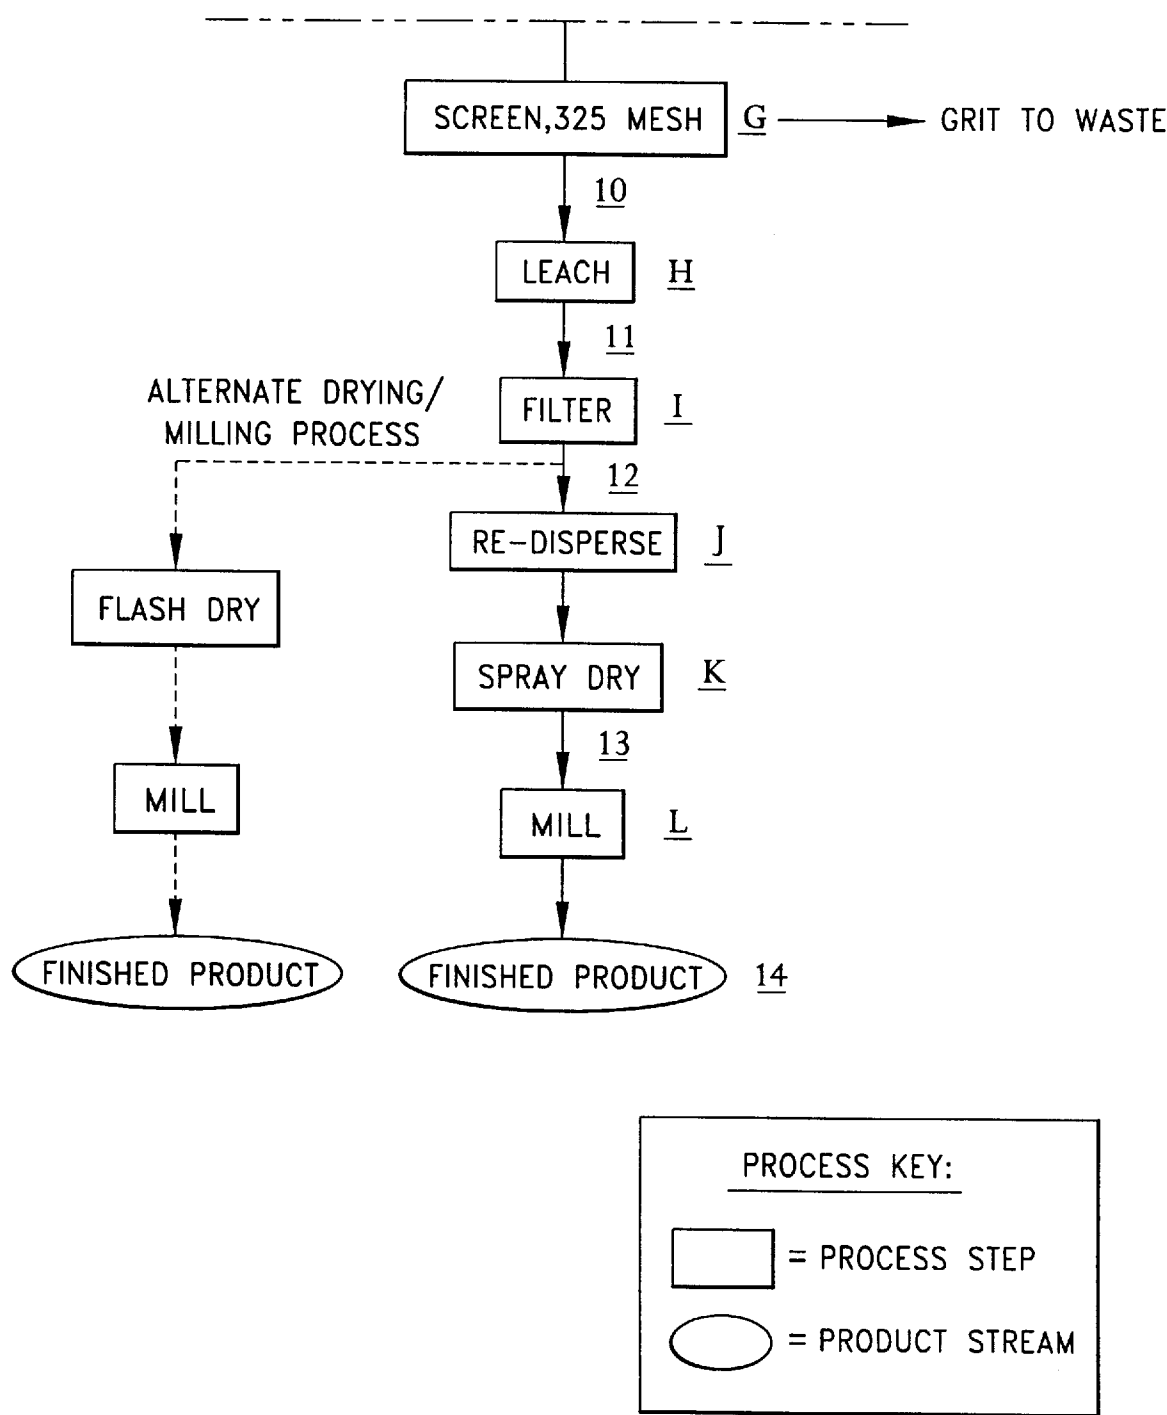 SCREEN,325 MESH G GRIT TO WASTE
10
LEACH H
11
ALTERNATE DRYING/
MILLING PROCESS
FILTER I
12
RE-DISPERSE J
FLASH DRY
SPRAY DRY K
13
MILL
MILL L
FINISHED PRODUCT
FINISHED PRODUCT 14
PROCESS KEY:
= PROCESS STEP
= PRODUCT STREAM